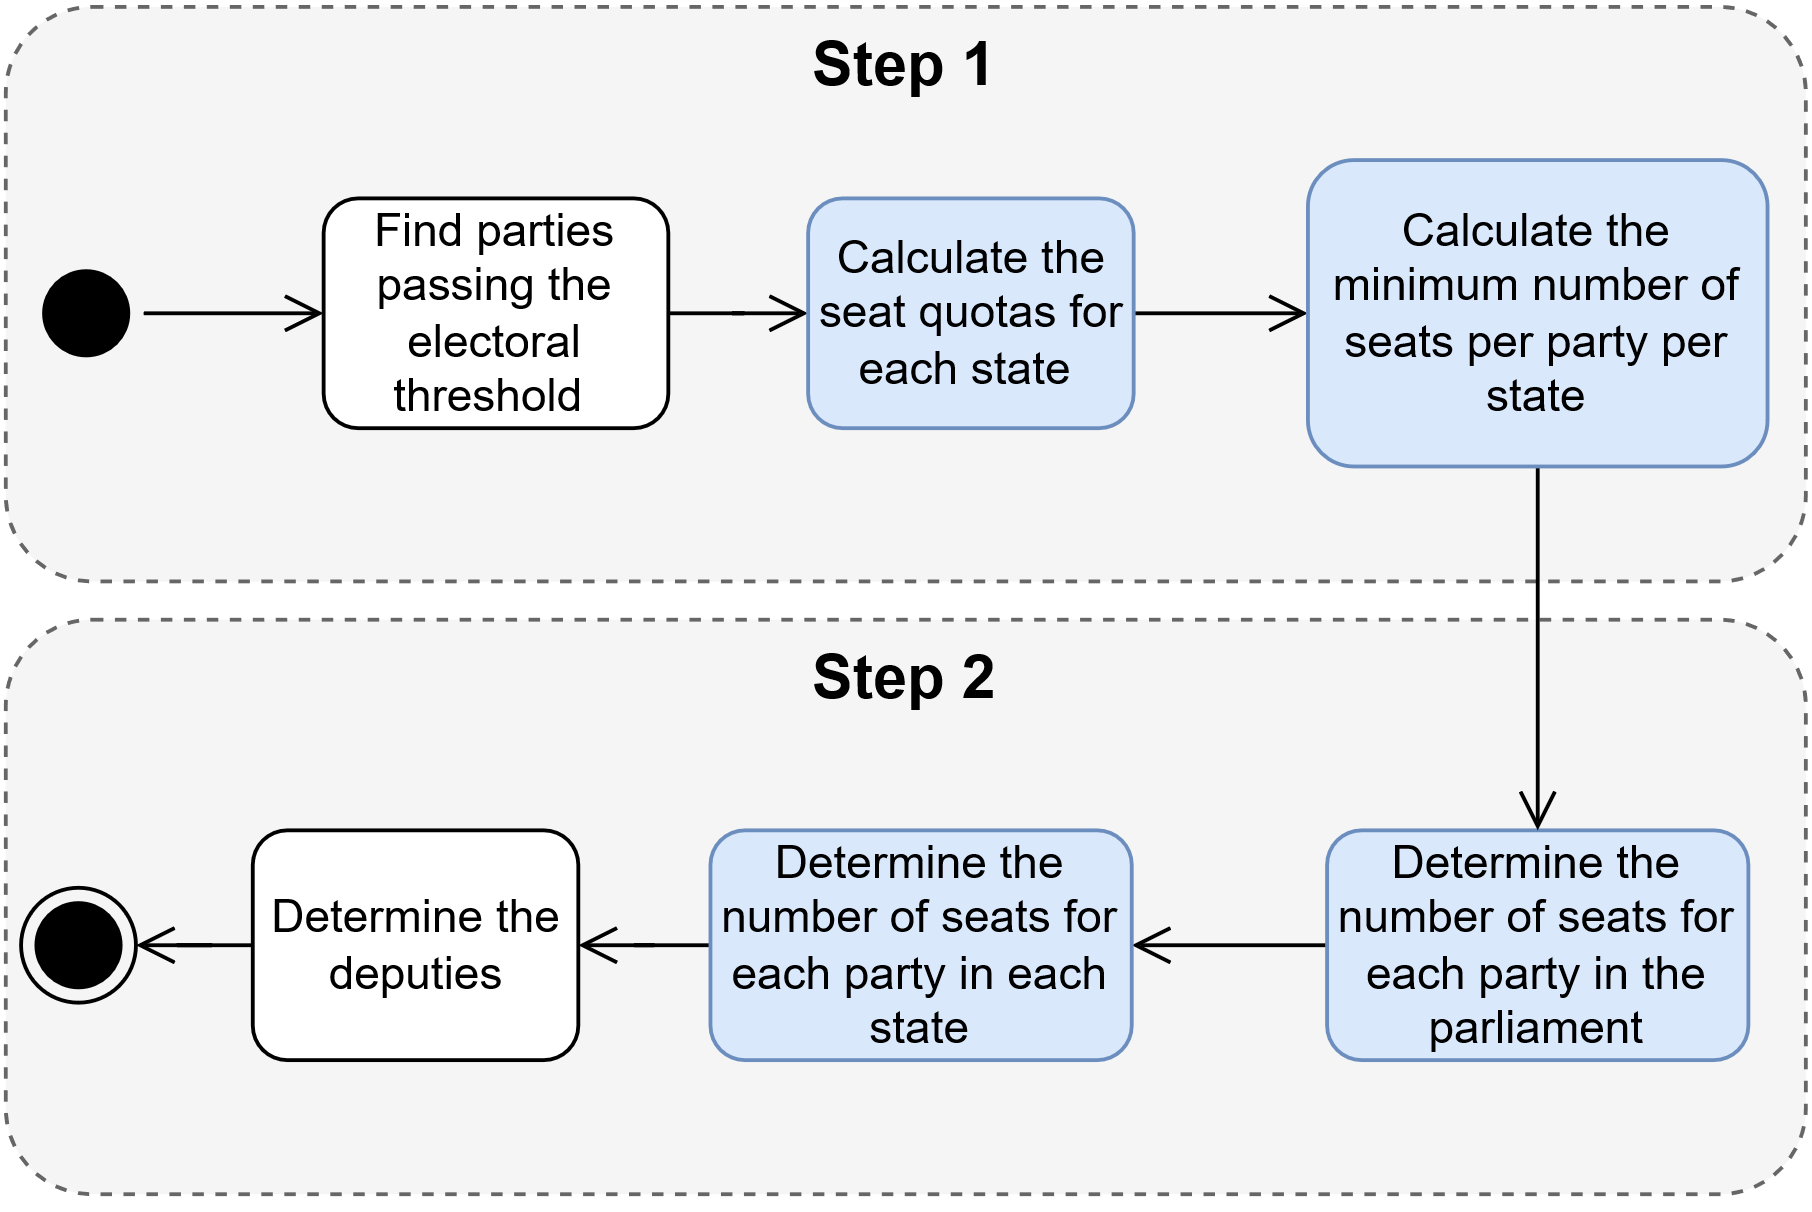 Step 1
Find parties
passing the
electoral
threshold
Calculate the
seat quotas for
each state
Calculate the
minimum number of
seats per party per
state
Step 2
Determine the
number of seats for
each party in the
parliament
Determine the
number of seats for
each party in each
state
Determine the
deputies